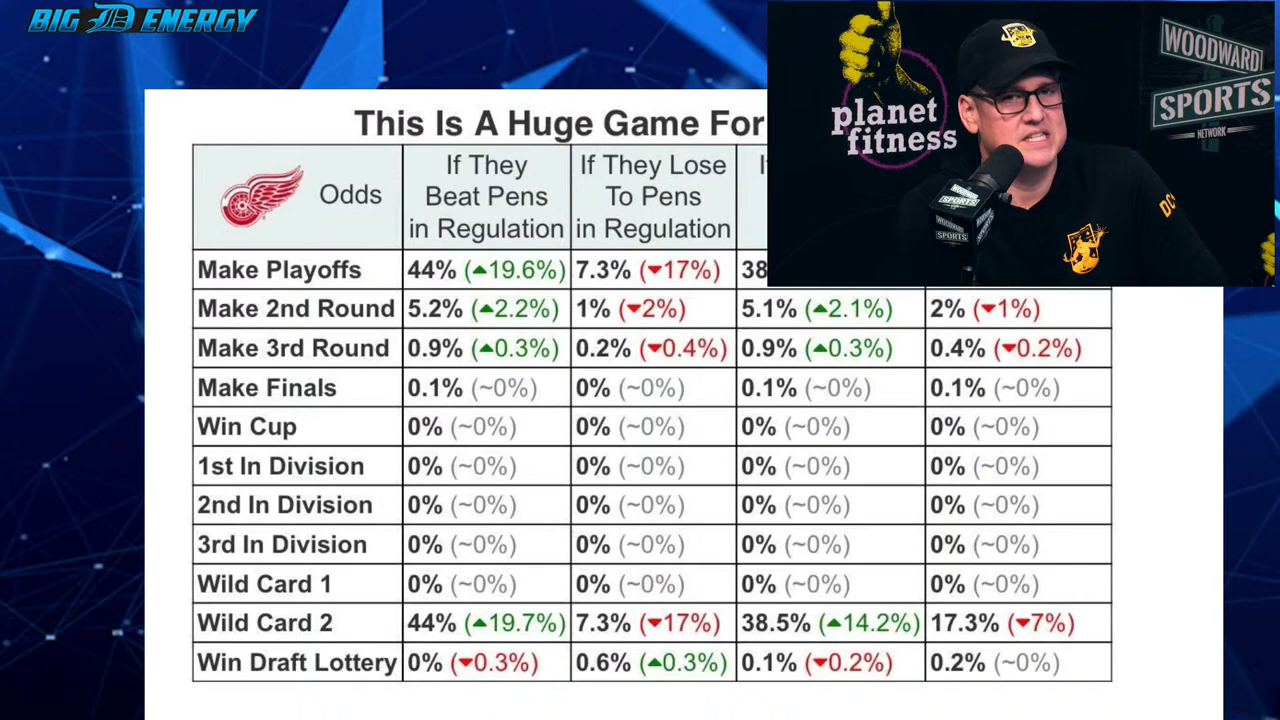 BIG D ENERGY
planet
fitness
WOODWARD
SPORTS
NETWORK
WOODWARD
SPORTS
WOODWARD
SPORTS
This Is A Huge Game For
Odds
If They
Beat Pens
in Regulation
If They Lose
To Pens
in Regulation
Make Playoffs 44% (▲19.6%) 7.3% (▼17%) 38
Make 2nd Round 5.2% (▲2.2%) 1% (▼2%) 5.1% (▲2.1%) 2% (▼1%)
Make 3rd Round 0.9% (▲0.3%) 0.2% (▼0.4%) 0.9% (▲0.3%) 0.4% (▼0.2%)
Make Finals 0.1% (~0%) 0% (~0%) 0.1% (~0%) 0.1% (~0%)
Win Cup 0% (~0%) 0% (~0%) 0% (~0%) 0% (~0%)
1st In Division 0% (~0%) 0% (~0%) 0% (~0%) 0% (~0%)
2nd In Division 0% (~0%) 0% (~0%) 0% (~0%) 0% (~0%)
3rd In Division 0% (~0%) 0% (~0%) 0% (~0%) 0% (~0%)
Wild Card 1 0% (~0%) 0% (~0%) 0% (~0%) 0% (~0%)
Wild Card 2 44% (▲19.7%) 7.3% (▼17%) 38.5% (▲14.2%) 17.3% (▼7%)
Win Draft Lottery 0% (▼0.3%) 0.6% (▲0.3%) 0.1% (▼0.2%) 0.2% (~0%)